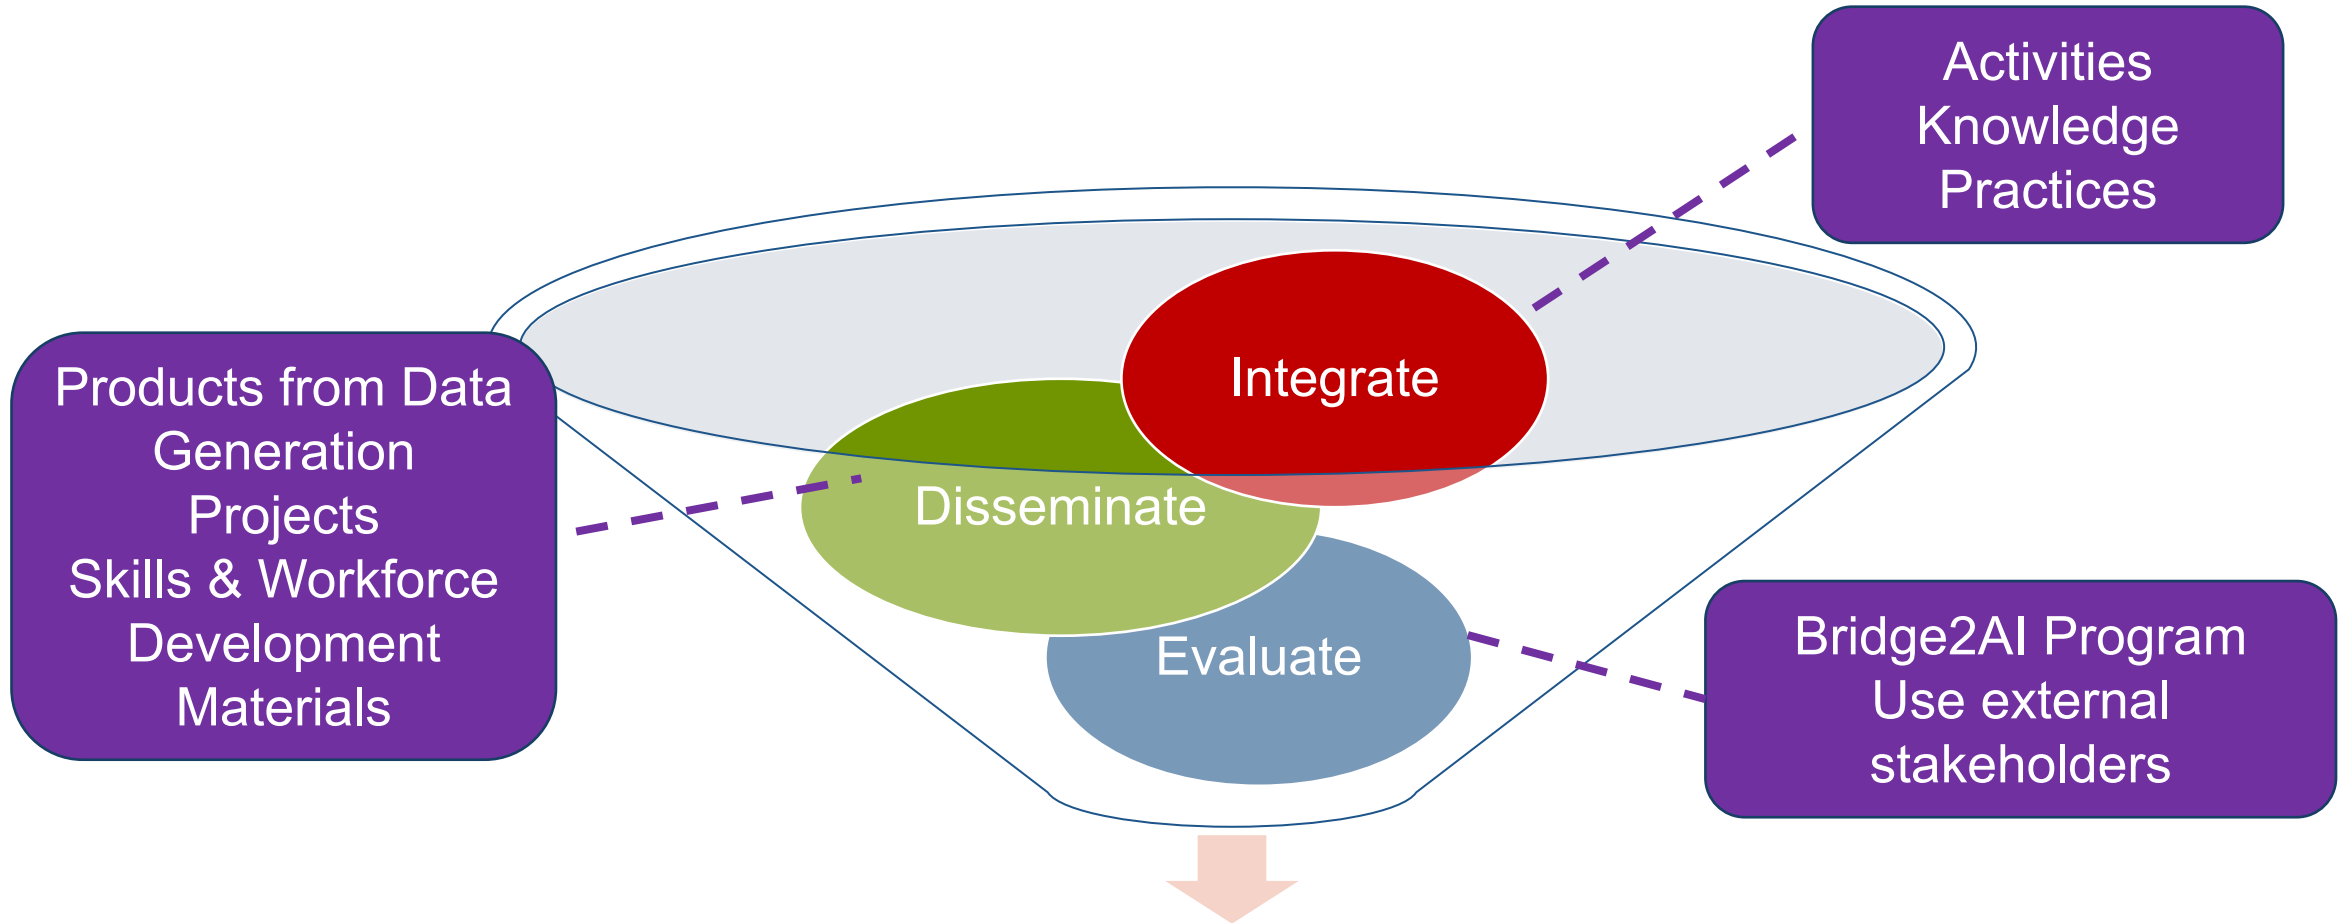 Activities
Knowledge
Practices
Integrate
Products from Data
Generation
Projects
Skills & Workforce
Development
Materials
Disseminate
Evaluate
Bridge2AI Program
Use external
stakeholders